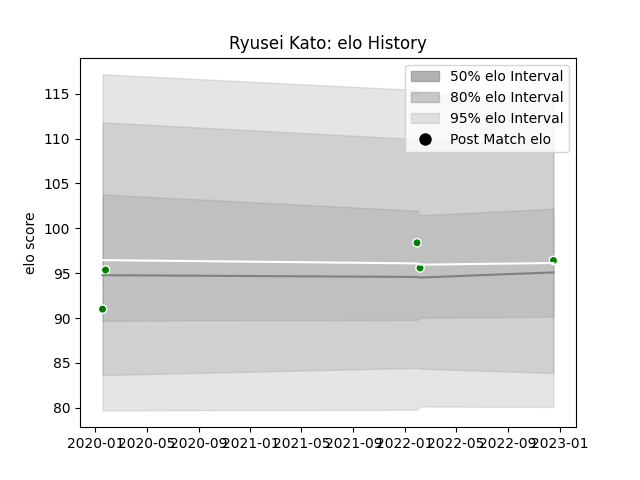 Ryusei Kato: elo History
50% elo Interval
80% elo Interval
95% elo Interval
Post Match elo
elo score
115
110
105
100
95
90
85
80
2020-01 2020-05 2020-09 2021-01 2021-05 2021-09 2022-01 2022-05 2022-09 2023-01